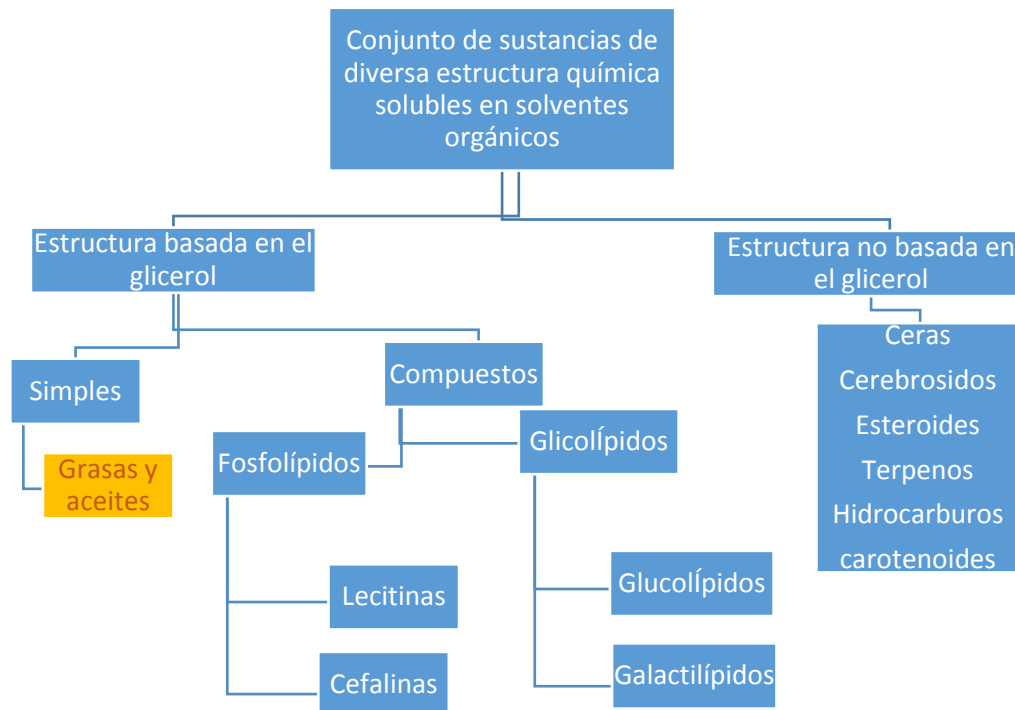 Conjunto de sustancias de
diversa estructura química
solubles en solventes
orgánicos
Estructura basada en el
glicerol
Estructura no basada en
el glicerol
Simples
Grasas y
aceites
Compuestos
Fosfolípidos
Lecitinas
Cefalinas
GlicolÍpidos
GlucolÍpidos
Galactilípidos
Ceras
Cerebrosidos
Esteroides
Terpenos
Hidrocarburos
carotenoides